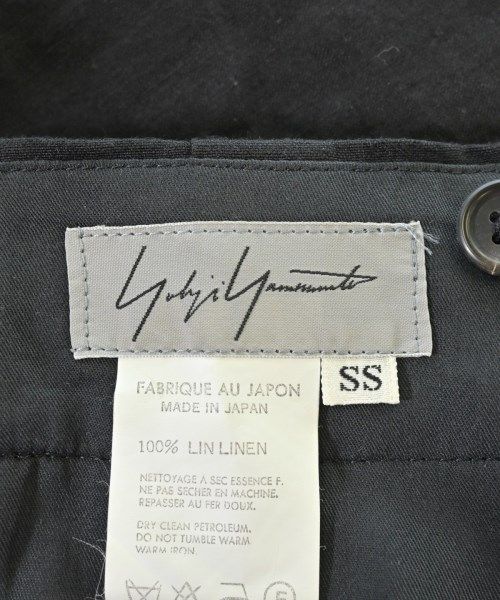 Yohji Yamamoto
SS
FABRIQUE AU JAPON
MADE IN JAPAN
100% LIN LINEN
NETTOYAGE A SEC ESSENCE F.
NE PAS SECHER EN MACHINE.
REPASSER AU FER DOUX.
DRY CLEAN PETROLEUM.
DO NOT TUMBLE WARM
WARM IRON.